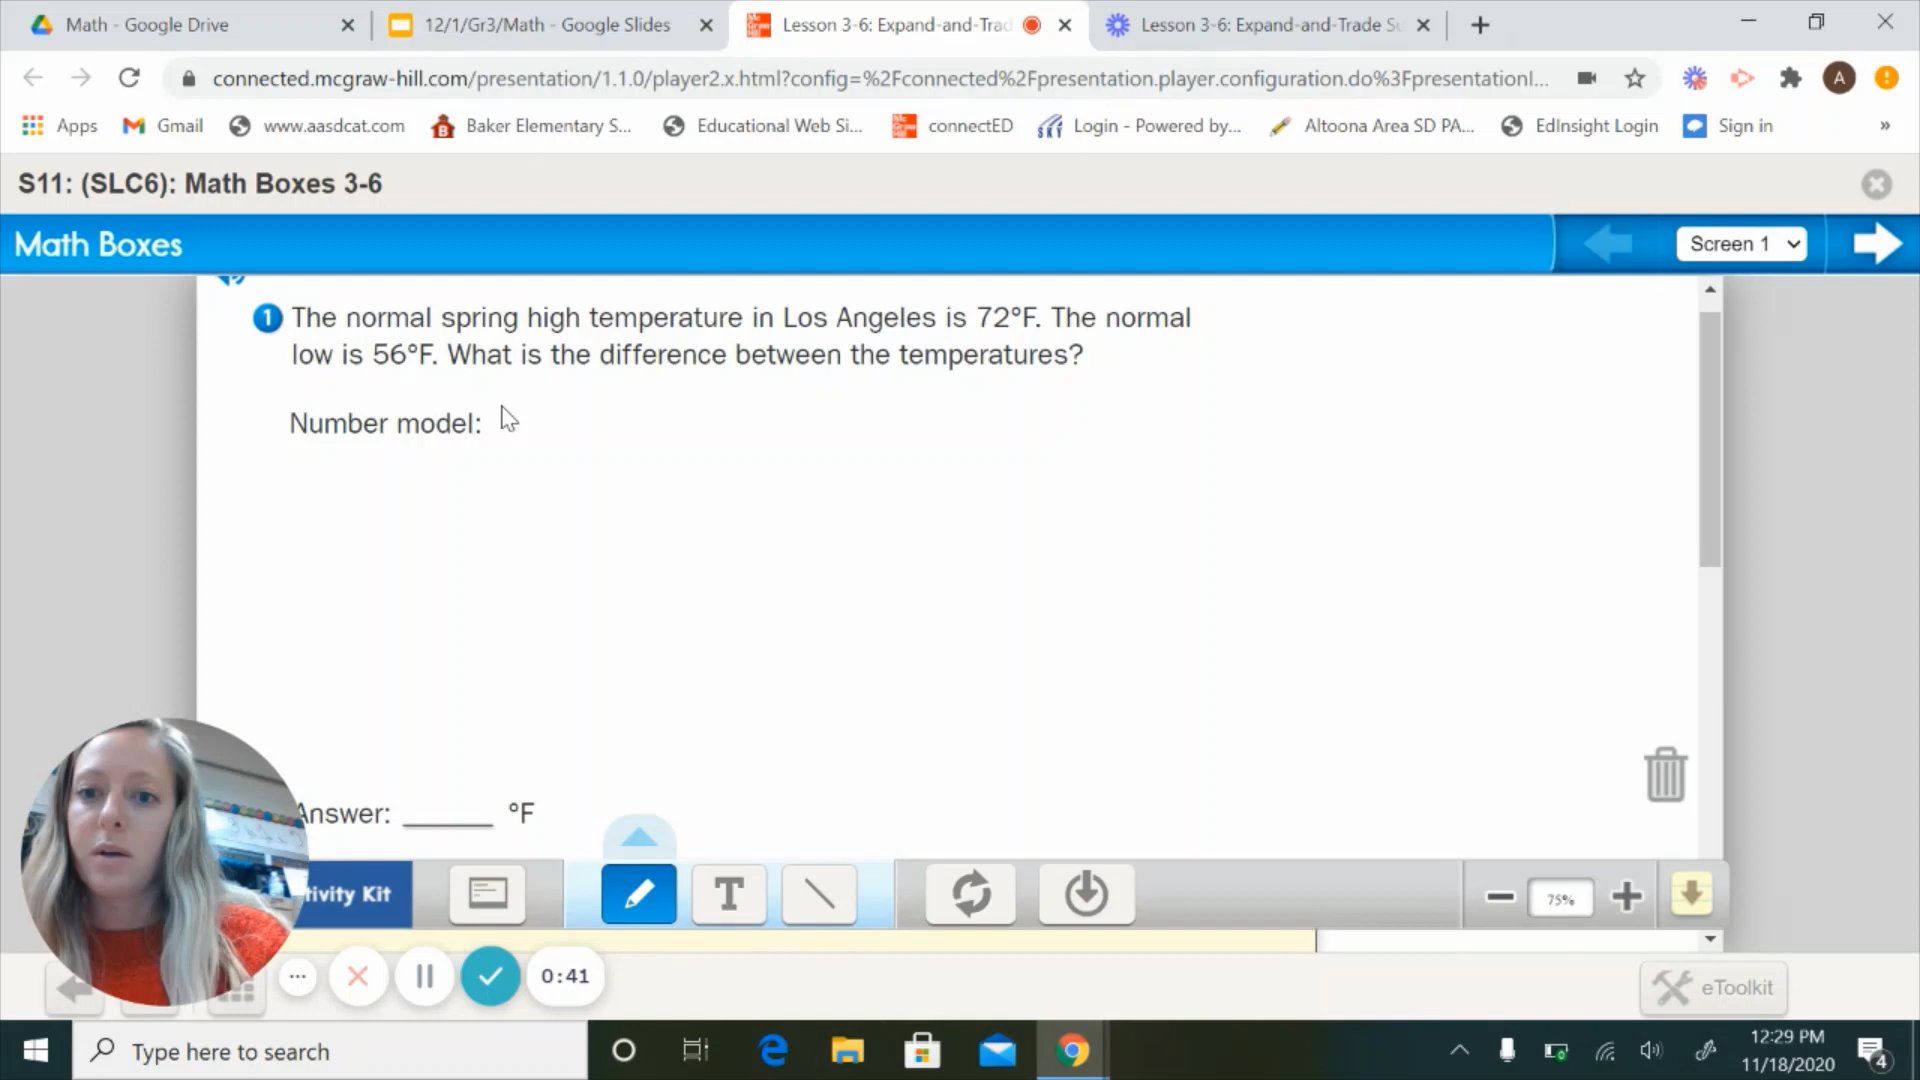 Math - Google Drive
12/1/Gr3/Math - Google Slides
Lesson 3-6: Expand-and-Trad
Lesson 3-6: Expand-and-Trade Su
connected.mcgraw-hill.com/presentation/1.1.0/player2.x.html?config=%2Fconnected%2Fpresentation.player.configuration.do%3FpresentationI...
A
Apps
Gmail
www.aasdcat.com
Baker Elementary S...
Educational Web Si...
connectED
Login - Powered by...
Altoona Area SD PA...
EdInsight Login
Sign in
»
S11: (SLC6): Math Boxes 3-6
Math Boxes
Screen 1
1 The normal spring high temperature in Los Angeles is 72°F. The normal
low is 56°F. What is the difference between the temperatures?
Number model:
Answer: ______ °F
tivity Kit
T
75%
0:41
eToolkit
Type here to search
12:29 PM
11/18/2020
4